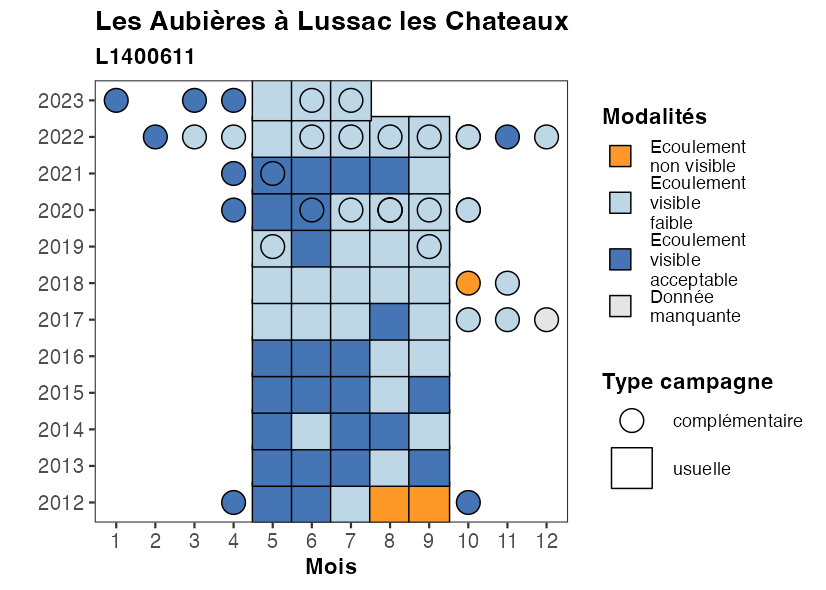 Les Aubières à Lussac les Chateaux
L1400611
2023
2022
2021
2020
2019
2018
2017
2016
2015
2014
2013
2012
1 2 3 4 5 6 7 8 9 10 11 12
Mois
Modalités
Ecoulement
non visible
Ecoulement
visible
faible
Ecoulement
visible
acceptable
Donnée
manquante
Type campagne
complémentaire
usuelle